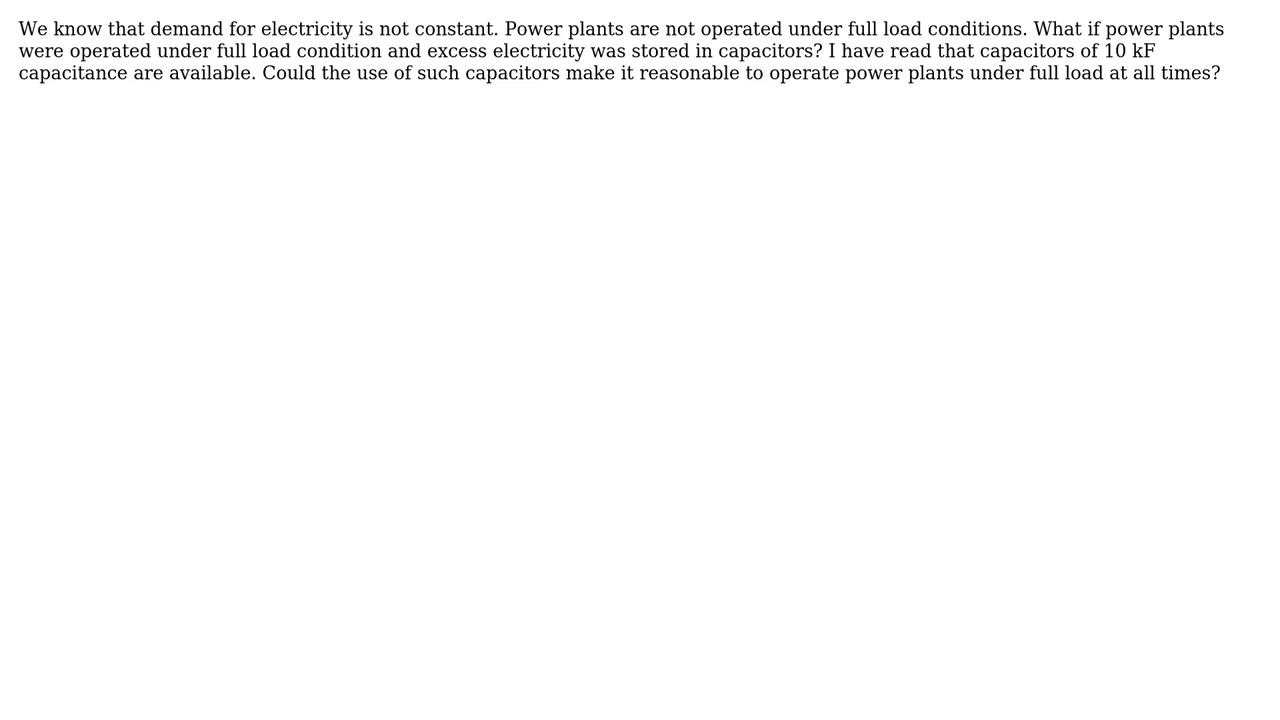 We know that demand for electricity is not constant. Power plants are not operated under full load conditions. What if power plants
were operated under full load condition and excess electricity was stored in capacitors? I have read that capacitors of 10 kF
capacitance are available. Could the use of such capacitors make it reasonable to operate power plants under full load at all times?